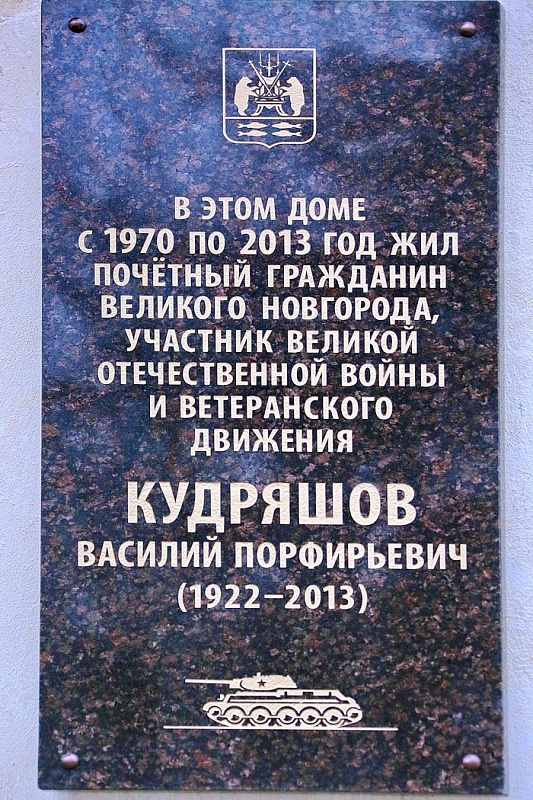 В ЭТОМ ДОМЕ
С 1970 ПО 2013 ГОД ЖИЛ
ПОЧЁТНЫЙ ГРАЖДАНИН
ВЕЛИКОГО НОВГОРОДА,
УЧАСТНИК ВЕЛИКОЙ
ОТЕЧЕСТВЕННОЙ ВОЙНЫ
И ВЕТЕРАНСКОГО
ДВИЖЕНИЯ
КУДРЯШОВ
ВАСИЛИЙ ПОРФИРЬЕВИЧ
(1922–2013)